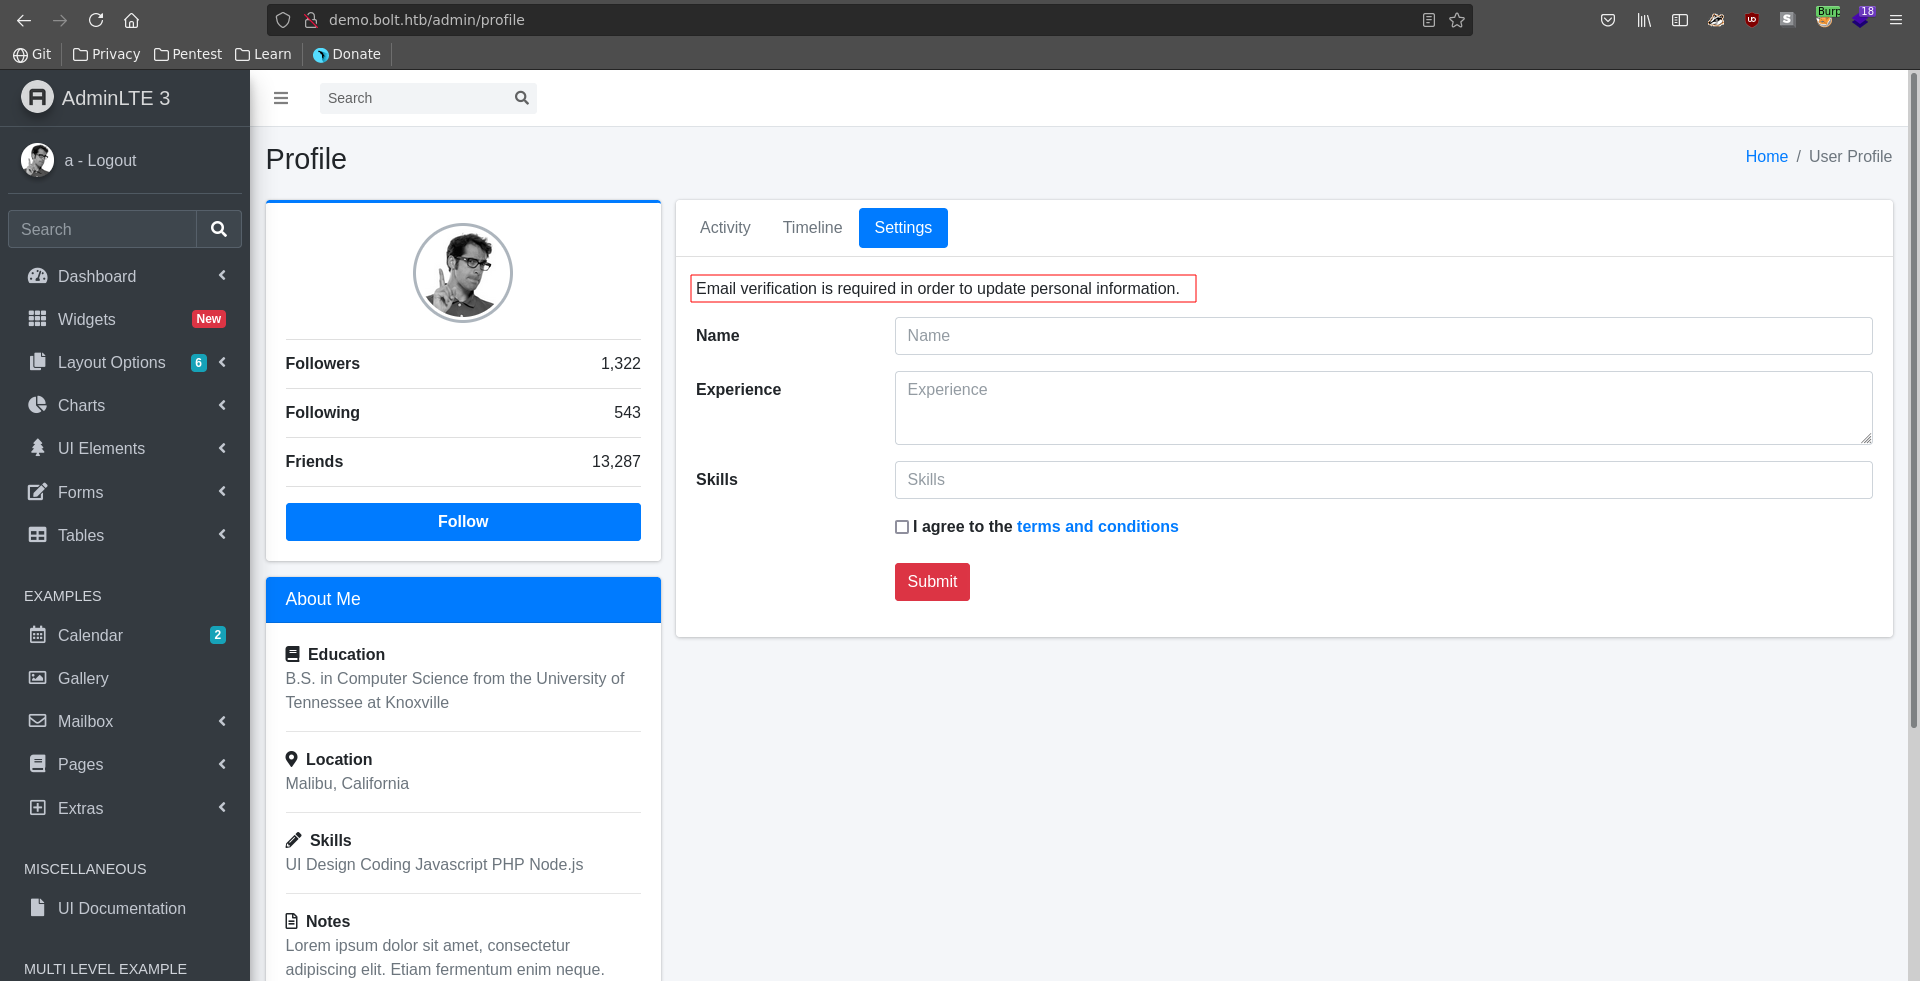 demo.bolt.htb/admin/profile
Burp
18
Git
Privacy
Pentest
Learn
Donate
AdminLTE 3
a - Logout
Search
Dashboard
Widgets New
Layout Options 6
Charts
UI Elements
Forms
Tables
EXAMPLES
Calendar 2
Gallery
Mailbox
Pages
Extras
MISCELLANEOUS
UI Documentation
MULTI LEVEL EXAMPLE
Search
Profile
Home / User Profile
Followers 1,322
Following 543
Friends 13,287
Follow
About Me
Education
B.S. in Computer Science from the University of
Tennessee at Knoxville
Location
Malibu, California
Skills
UI Design Coding Javascript PHP Node.js
Notes
Lorem ipsum dolor sit amet, consectetur
adipiscing elit. Etiam fermentum enim neque.
Activity Timeline Settings
Email verification is required in order to update personal information.
Name Name
Experience Experience
Skills Skills
I agree to the terms and conditions
Submit